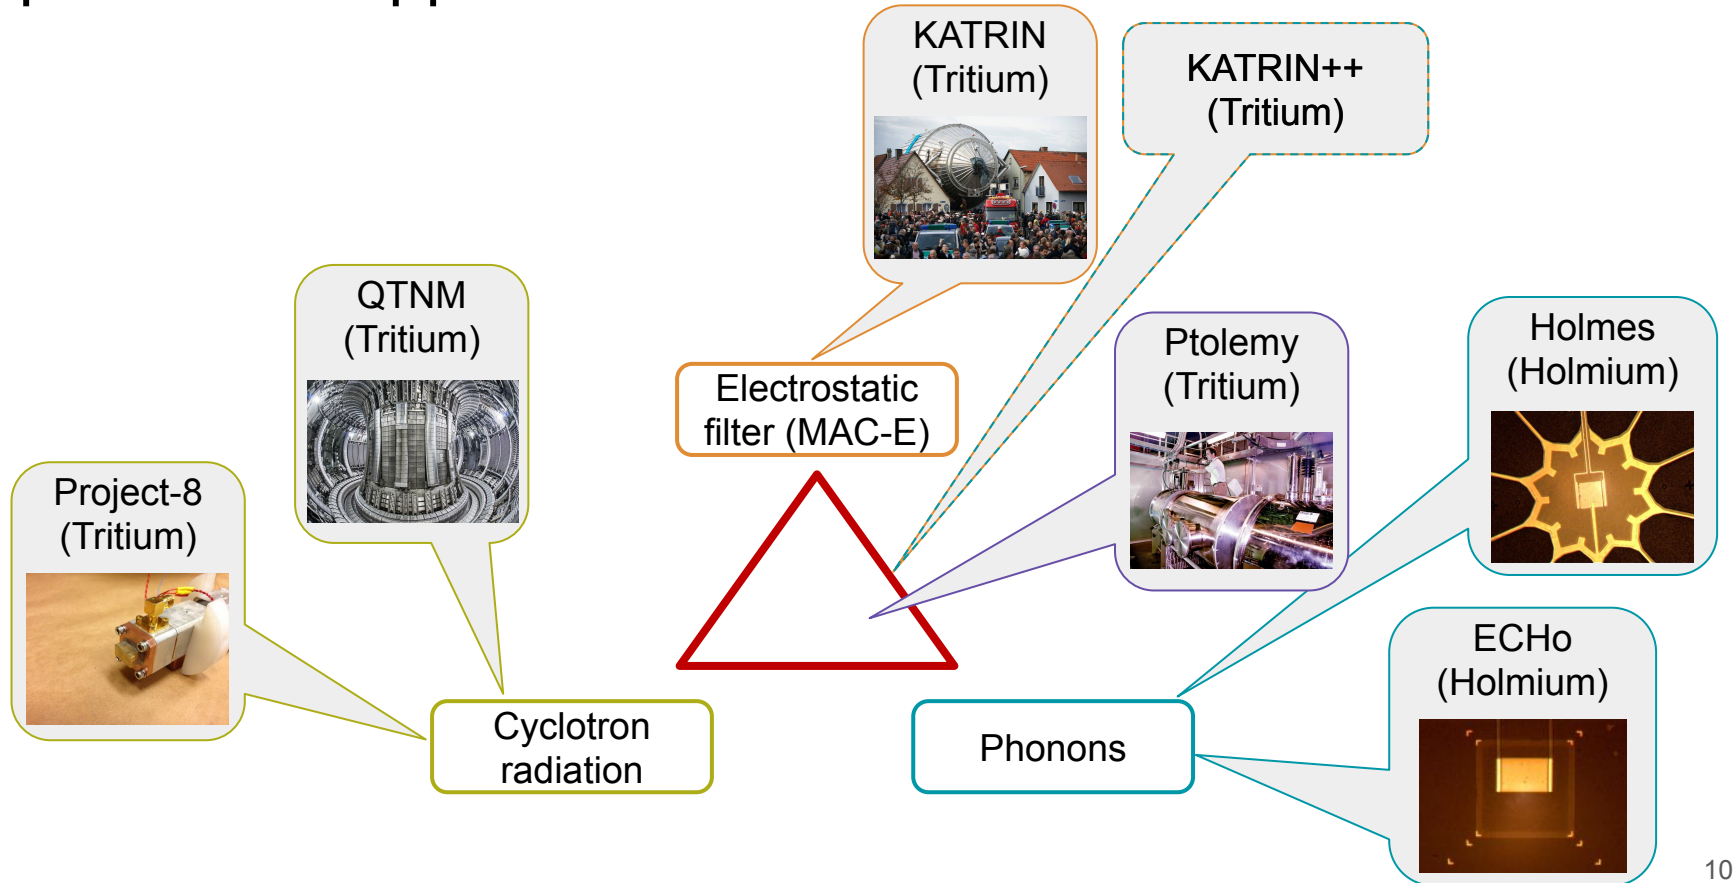 KATRIN
(Tritium)
KATRIN++
(Tritium)
QTNM
(Tritium)
Electrostatic
filter (MAC-E)
Ptolemy
(Tritium)
Holmes
(Holmium)
Project-8
(Tritium)
ECHo
(Holmium)
Cyclotron
radiation
Phonons
10